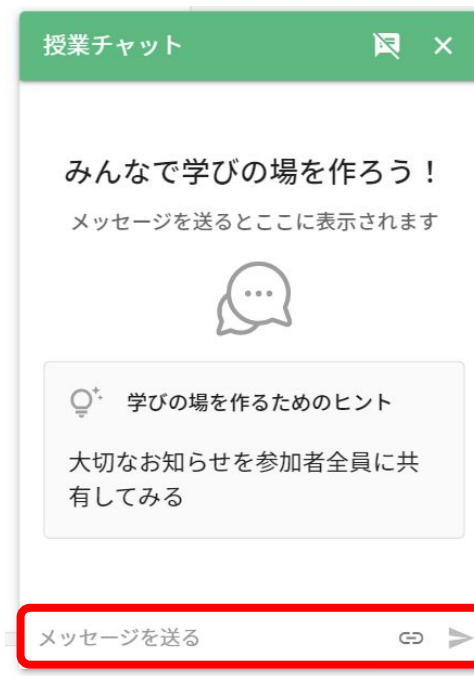 授業チャット
みんなで学びの場を作ろう！
メッセージを送るとここに表示されます
学びの場を作るためのヒント
大切なお知らせを参加者全員に共
有してみる
メッセージを送る